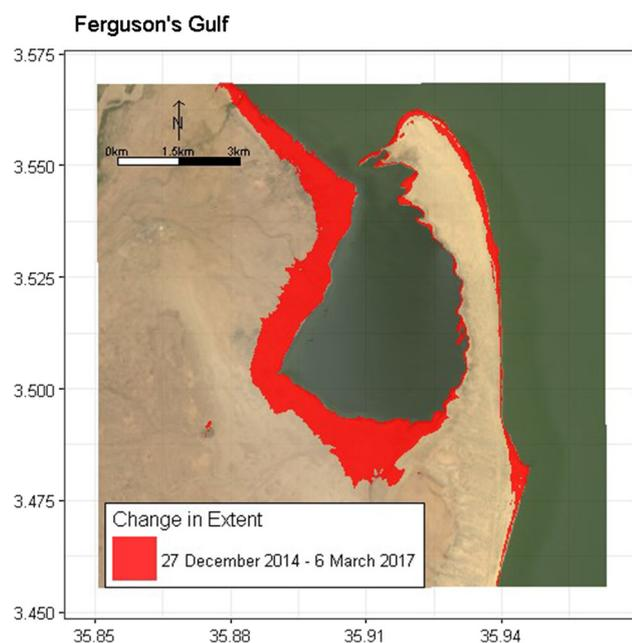 Ferguson's Gulf
3.575
3.550
3.525
3.500
3.475
3.450
N
0km 1.5km 3km
Change in Extent
27 December 2014 - 6 March 2017
35.85 35.88 35.91 35.94